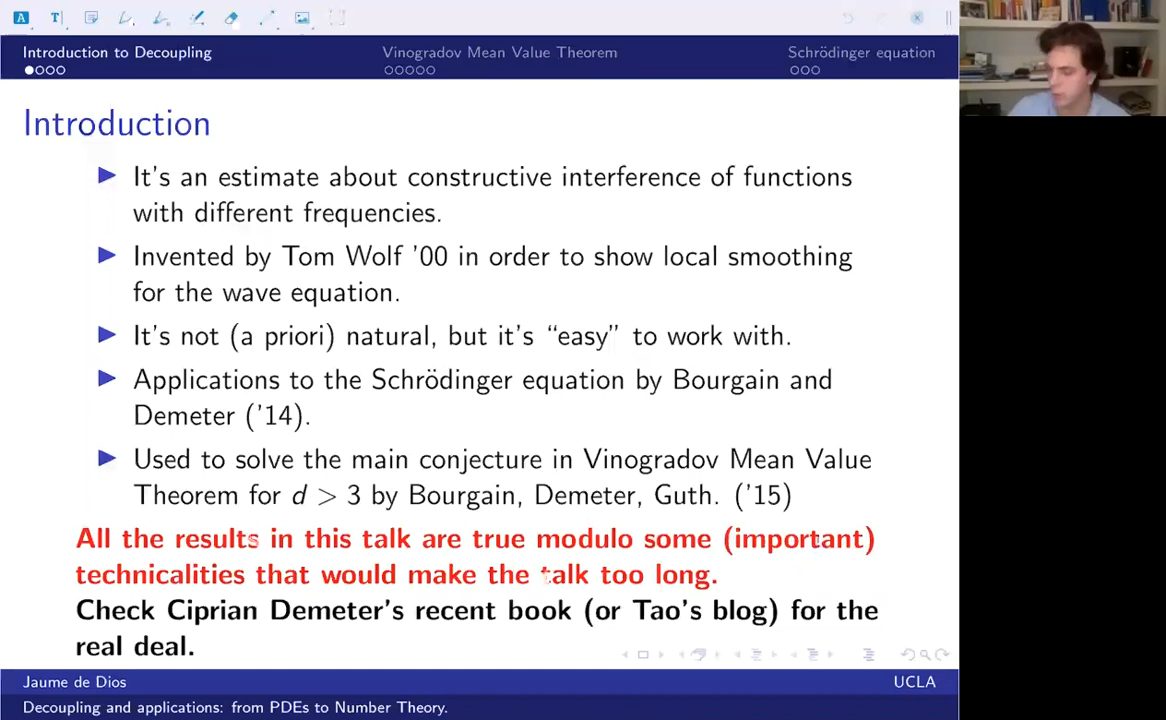 Introduction to Decoupling
Vinogradov Mean Value Theorem
Schrödinger equation
Introduction
It's an estimate about constructive interference of functions
with different frequencies.
Invented by Tom Wolf '00 in order to show local smoothing
for the wave equation.
It's not (a priori) natural, but it's “easy” to work with.
Applications to the Schrödinger equation by Bourgain and
Demeter ('14).
Used to solve the main conjecture in Vinogradov Mean Value
Theorem for d > 3 by Bourgain, Demeter, Guth. ('15)
All the results in this talk are true modulo some (important)
technicalities that would make the talk too long.
Check Ciprian Demeter's recent book (or Tao's blog) for the
real deal.
Jaume de Dios
UCLA
Decoupling and applications: from PDEs to Number Theory.